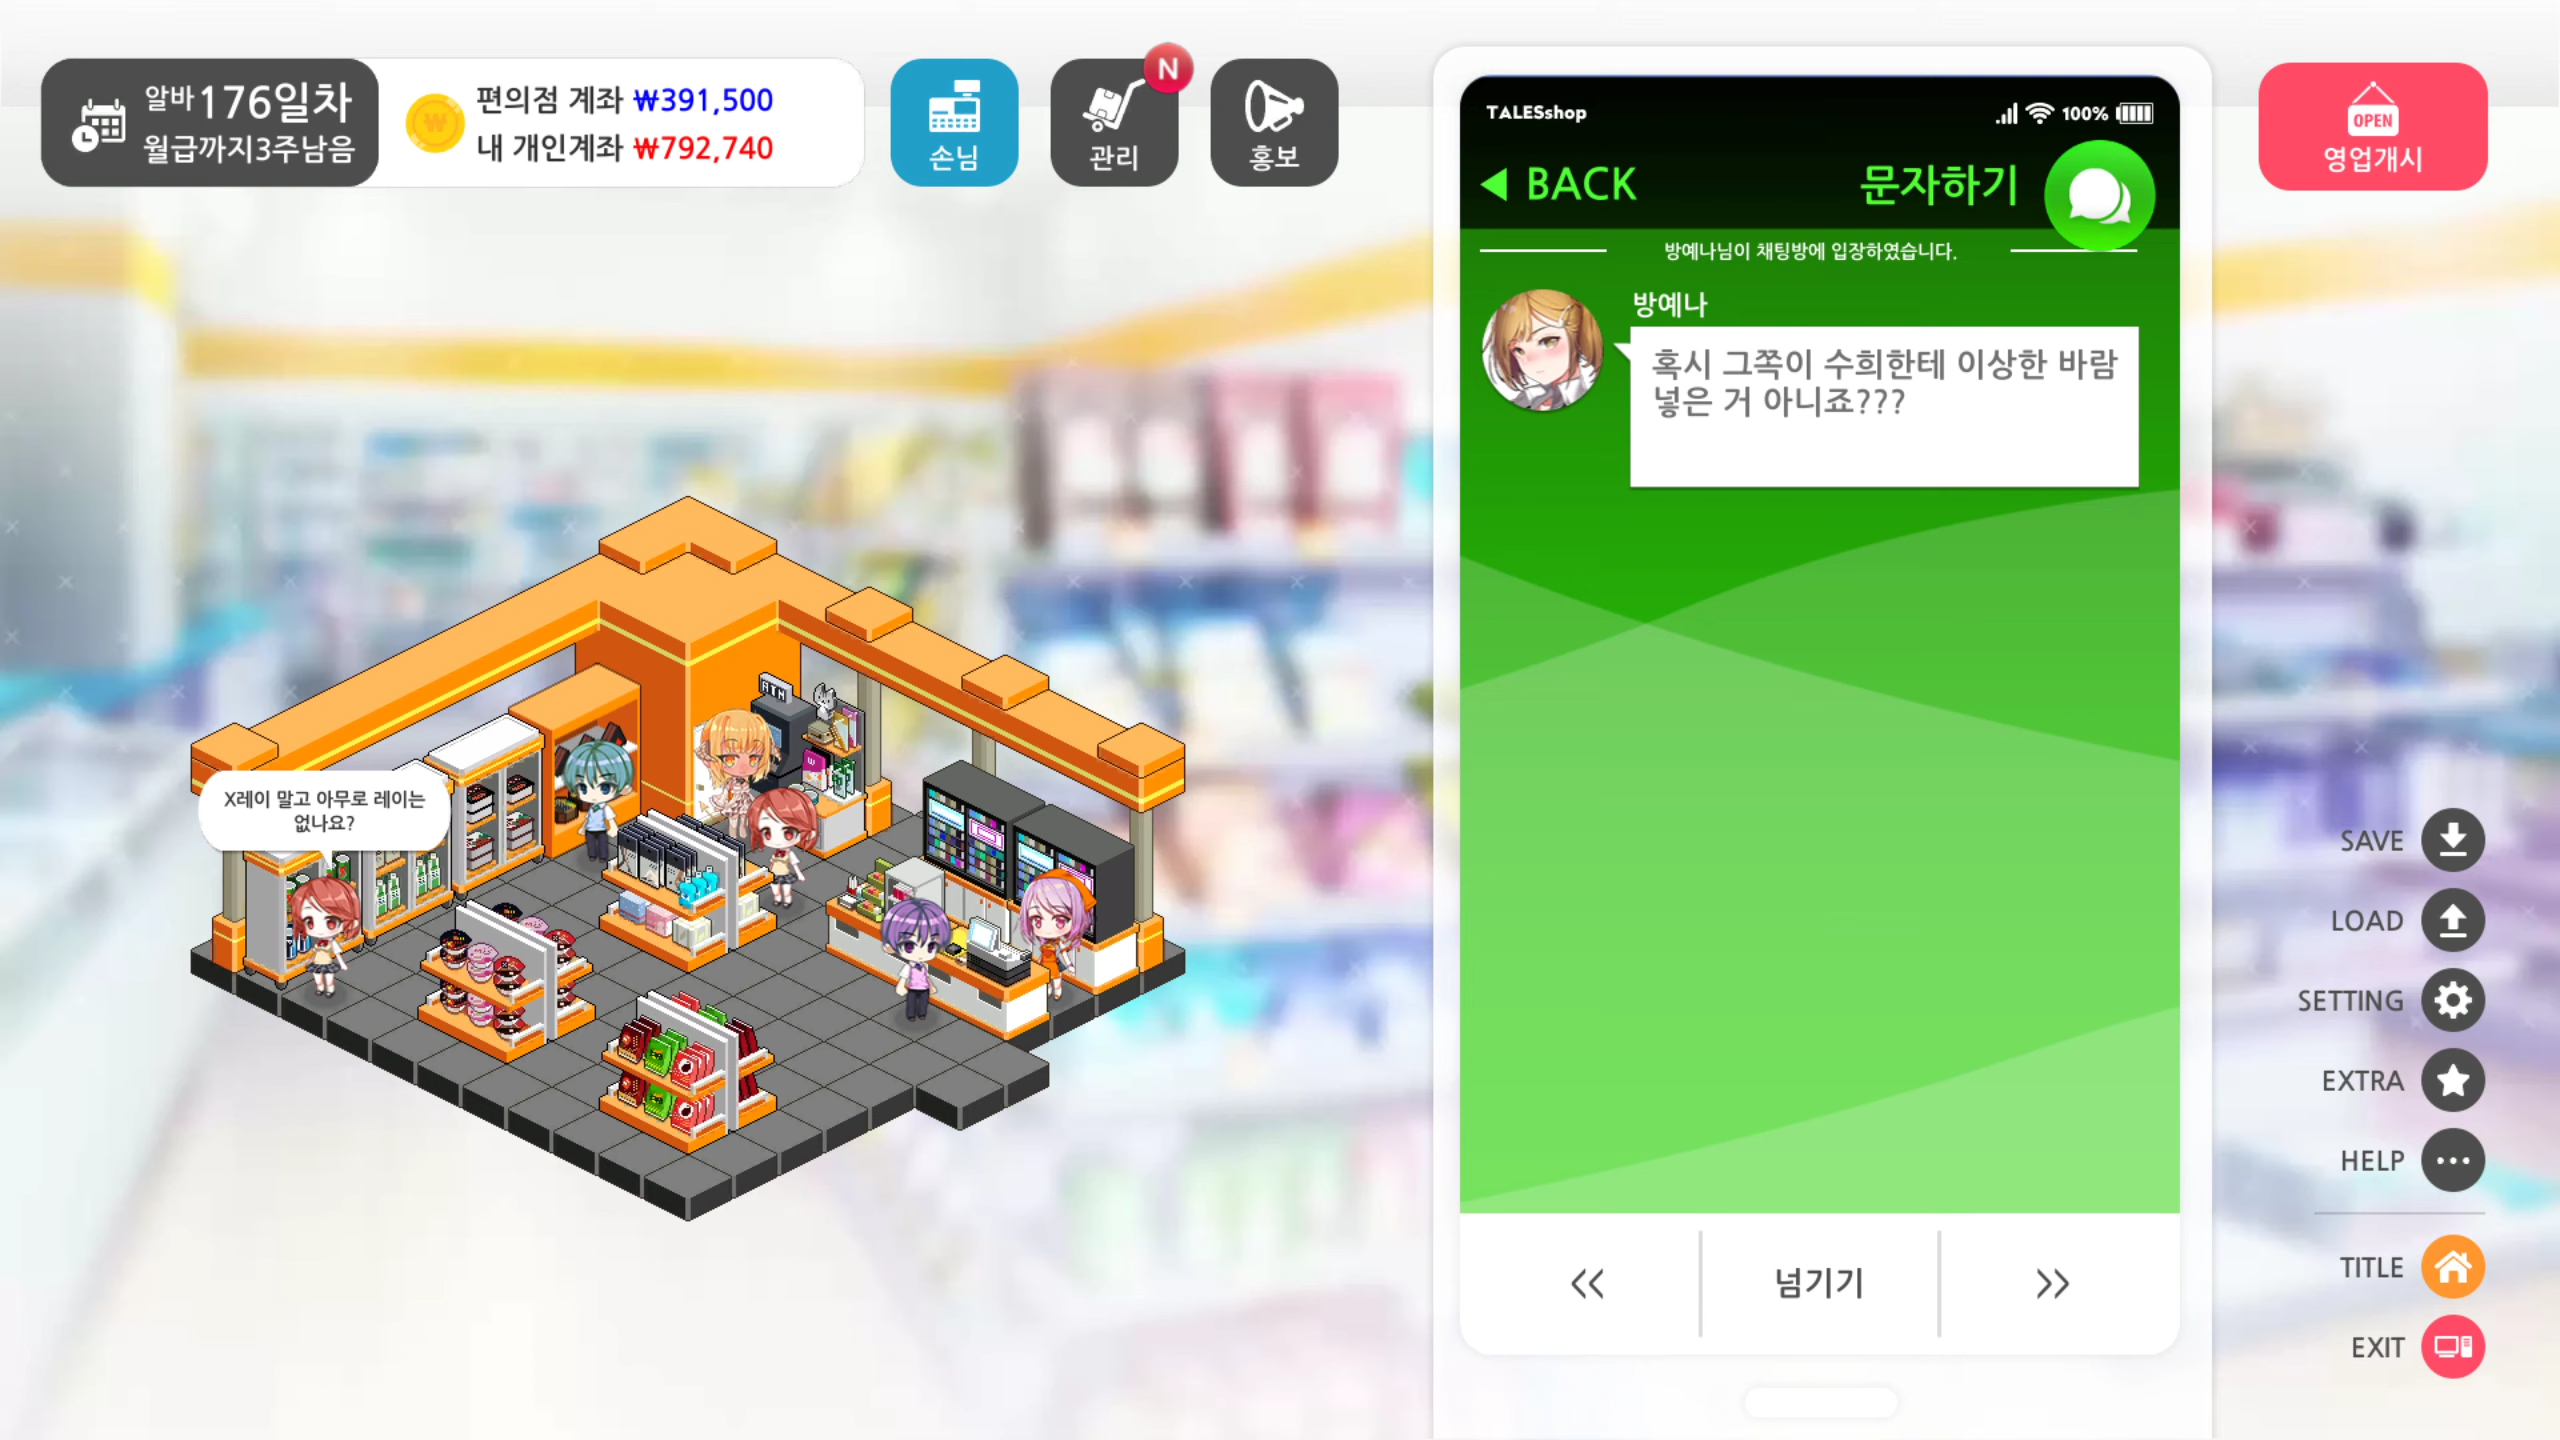 알바176일차
월급까지3주남음
편의점 계좌 ₩391,500
내 개인계좌 ₩792,740
손님
N
관리
홍보
TALESshop
100%
BACK
문자하기
방예나님이 채팅방에 입장하였습니다.
방예나
혹시 그쪽이 수희한테 이상한 바람
넣은 거 아니죠???
OPEN
영업개시
ATM
X레이 말고 아무로 레이는
없나요?
SAVE
LOAD
SETTING
EXTRA
HELP
TITLE
EXIT
<<
넘기기
>>